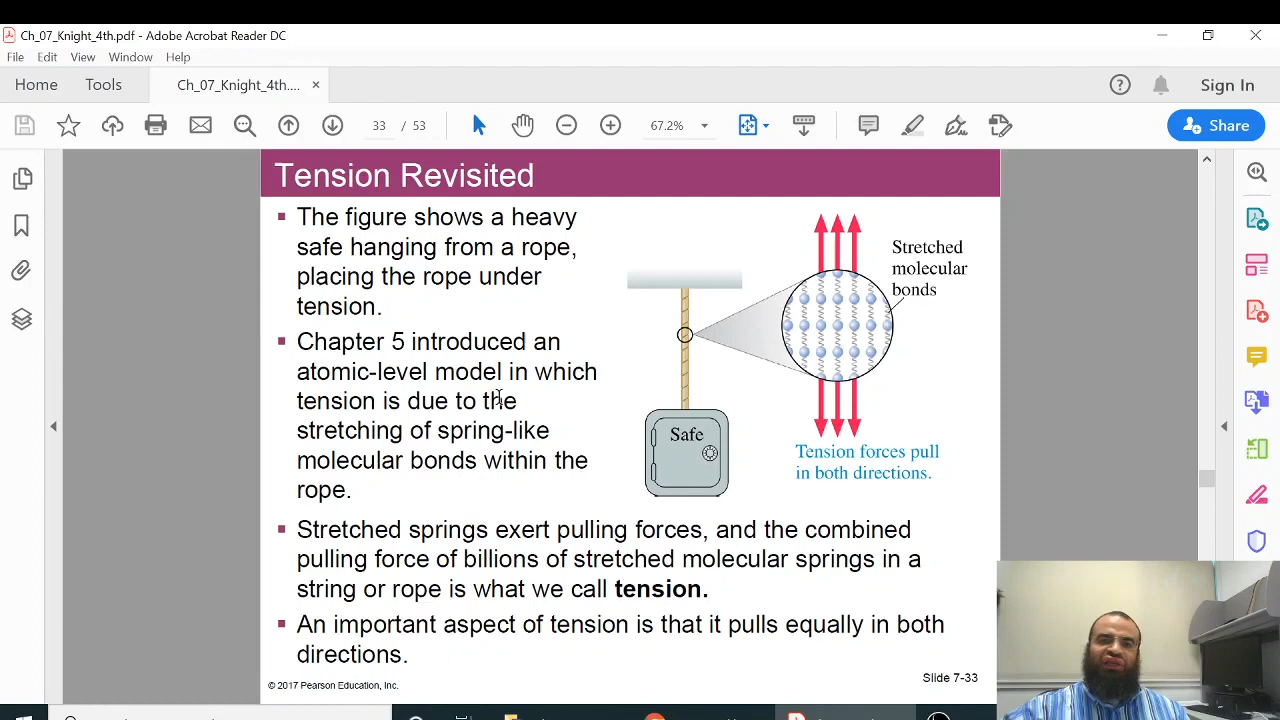 Ch_07_Knight_4th.pdf - Adobe Acrobat Reader DC
File Edit View Window Help
Home Tools Ch_07_Knight_4th.... × Sign In
33 / 53 67.2% Share
Tension Revisited
▪ The figure shows a heavy
safe hanging from a rope,
placing the rope under
tension.
▪ Chapter 5 introduced an
atomic-level model in which
tension is due to the
stretching of spring-like
molecular bonds within the
rope.
Stretched
molecular
bonds
Safe
Tension forces pull
in both directions.
▪ Stretched springs exert pulling forces, and the combined
pulling force of billions of stretched molecular springs in a
string or rope is what we call tension.
▪ An important aspect of tension is that it pulls equally in both
directions.
© 2017 Pearson Education, Inc.
Slide 7-33